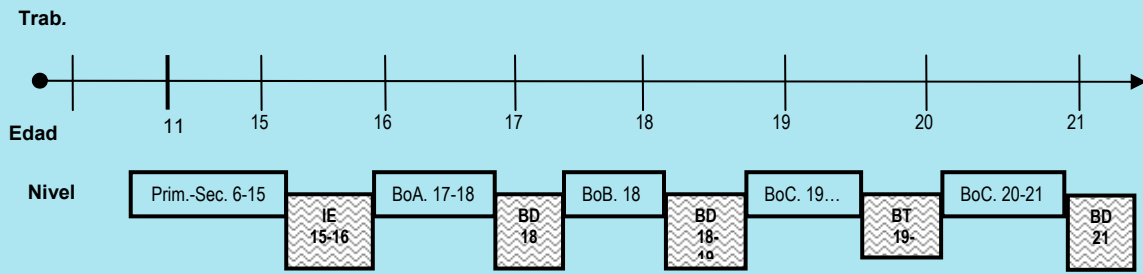 Trab.
Edad
11 15 16 17 18 19 20 21
Nivel
Prim.-Sec. 6-15
IE
15-16
BoA. 17-18
BD
18
BoB. 18
BD
18-
19
BoC. 19...
BT
19-
BoC. 20-21
BD
21